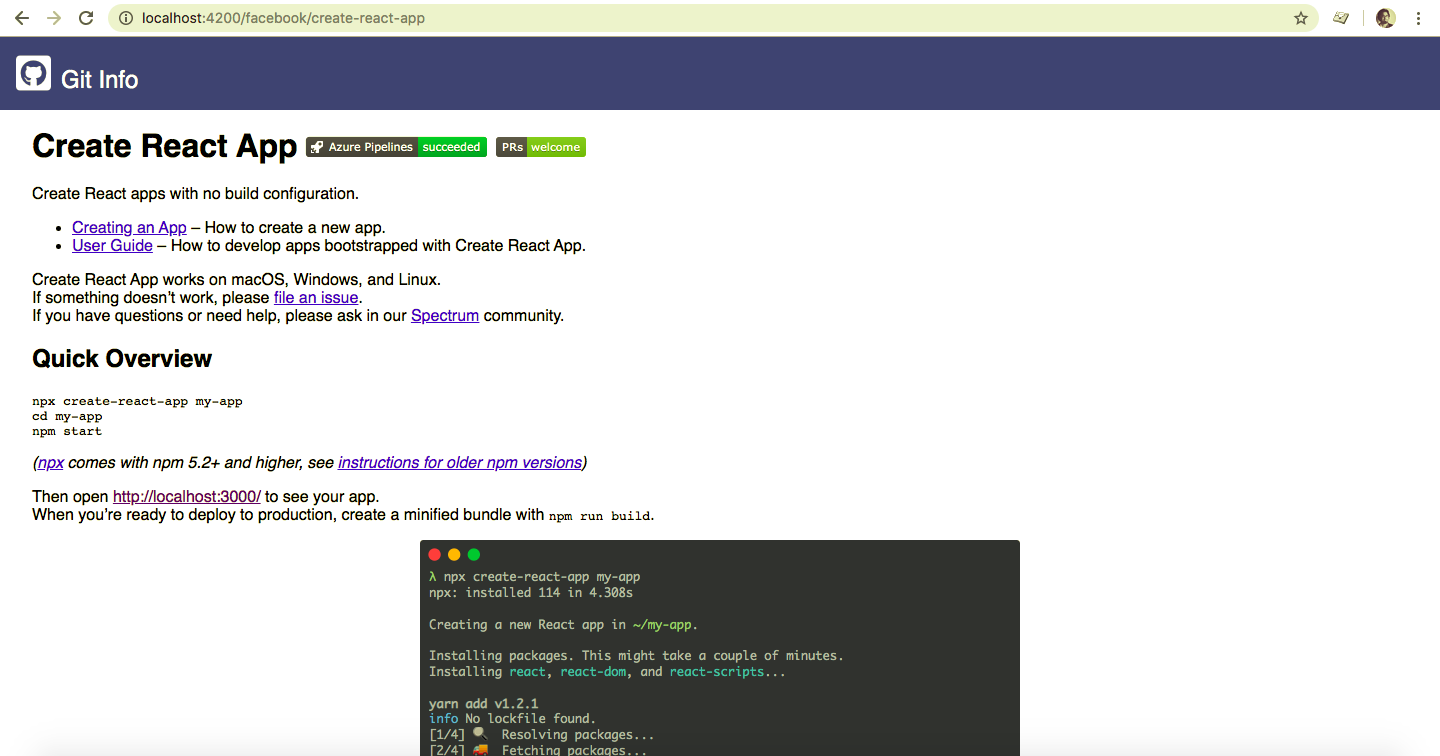 localhost:4200/facebook/create-react-app
Git Info
Create React App Azure Pipelines succeeded PRs welcome
Create React apps with no build configuration.
• Creating an App – How to create a new app.
• User Guide – How to develop apps bootstrapped with Create React App.
Create React App works on macOS, Windows, and Linux.
If something doesn’t work, please file an issue.
If you have questions or need help, please ask in our Spectrum community.
Quick Overview
npx create-react-app my-app
cd my-app
npm start
(npx comes with npm 5.2+ and higher, see instructions for older npm versions)
Then open http://localhost:3000/ to see your app.
When you’re ready to deploy to production, create a minified bundle with npm run build.
λ npx create-react-app my-app
npx: installed 114 in 4.308s
Creating a new React app in ~/my-app.
Installing packages. This might take a couple of minutes.
Installing react, react-dom, and react-scripts...
yarn add v1.2.1
info No lockfile found.
[1/4] 🔍 Resolving packages...
[2/4] 🚚 Fetching packages...